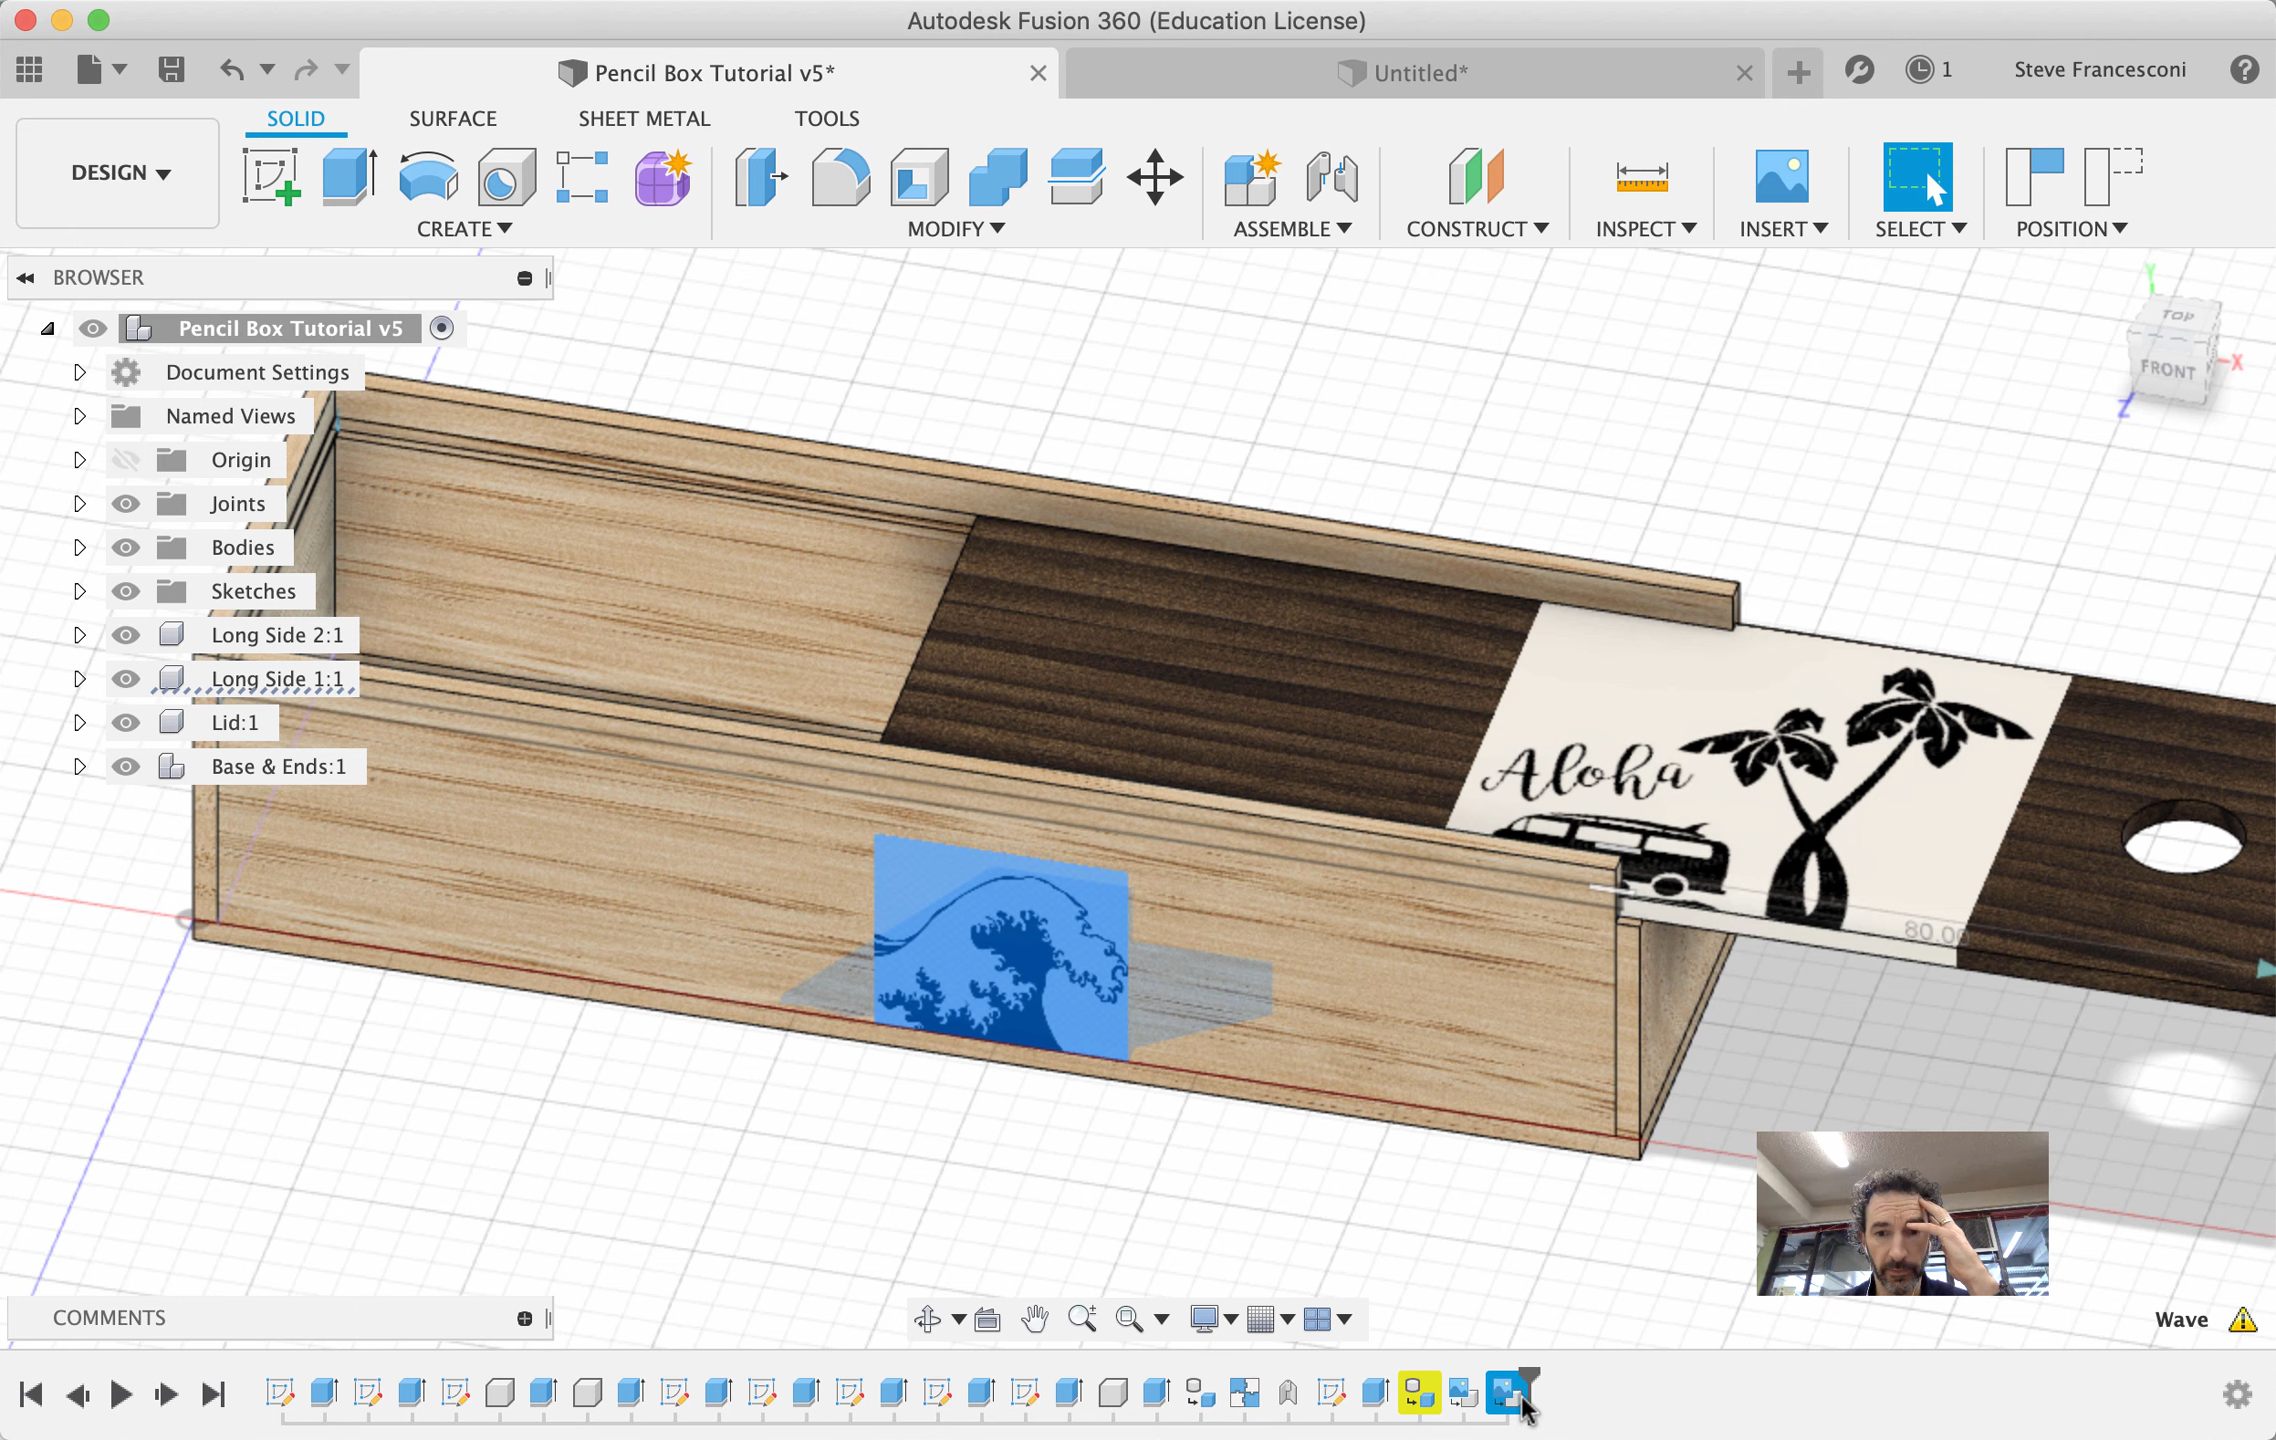 Autodesk Fusion 360 (Education License)
Pencil Box Tutorial v5*
Untitled*
1
Steve Francesconi
SOLID
SURFACE
SHEET METAL
TOOLS
DESIGN
CREATE
MODIFY
ASSEMBLE
CONSTRUCT
INSPECT
INSERT
SELECT
POSITION
BROWSER
Pencil Box Tutorial v5
Document Settings
Named Views
Origin
Joints
Bodies
Sketches
Long Side 2:1
Long Side 1:1
Lid:1
Base & Ends:1
Y
TOP
FRONT
X
Z
Aloha
80.00
COMMENTS
Wave